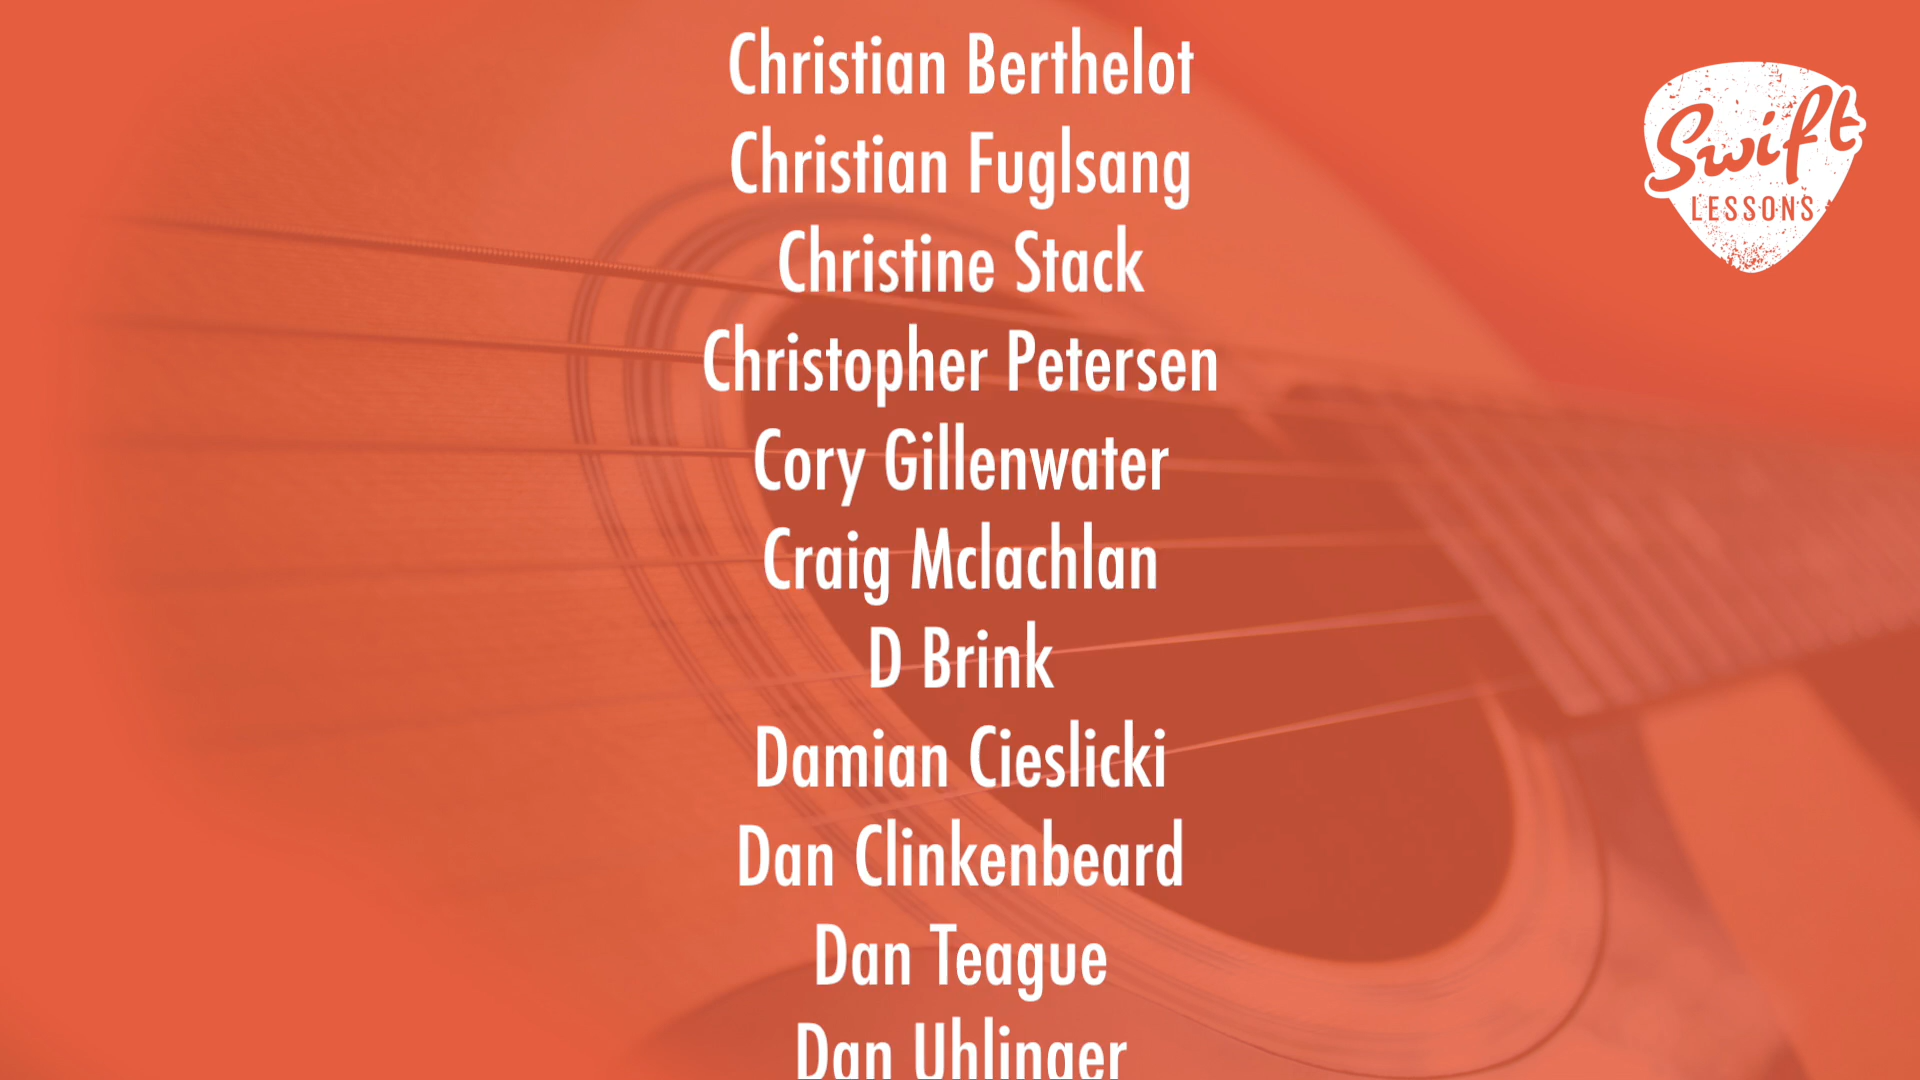 Christian Berthelot
Christian Fuglsang
Christine Stack
Christopher Petersen
Cory Gillenwater
Craig Mclachlan
D Brink
Damian Cieslicki
Dan Clinkenbeard
Dan Teague
Dan Uhlinger
Swift
LESSONS